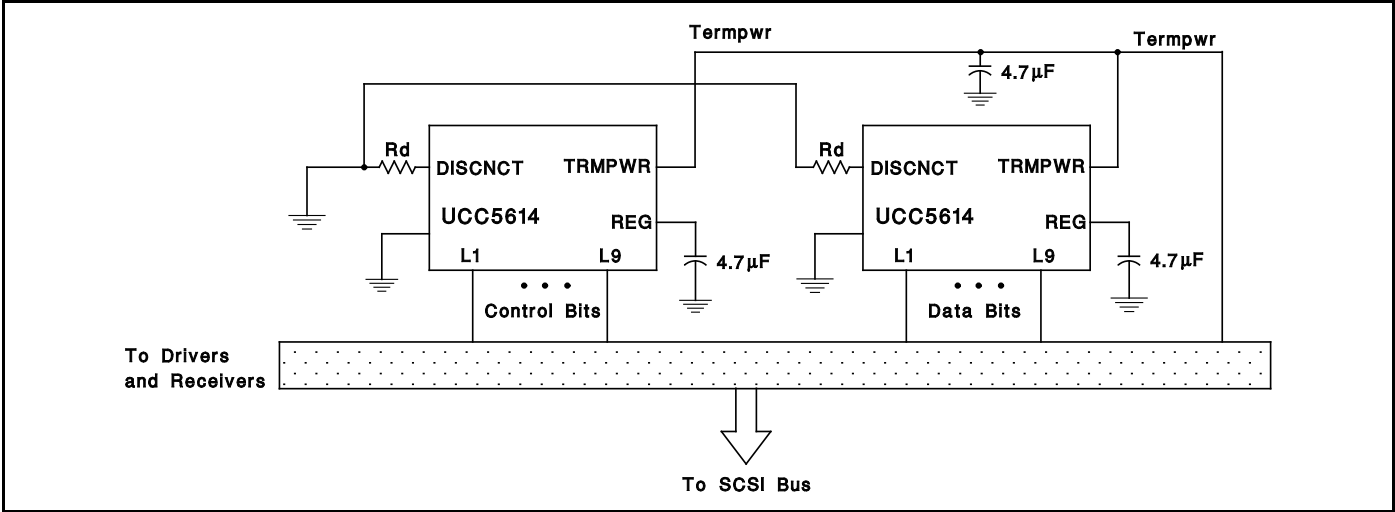 Termpwr
Termpwr
4.7µF
Rd
DISCNCT
TRMPWR
UCC5614
REG
L1
L9
4.7µF
• • •
Control Bits
Rd
DISCNCT
TRMPWR
UCC5614
REG
L1
L9
4.7µF
• • •
Data Bits
To Drivers
and Receivers
To SCSI Bus